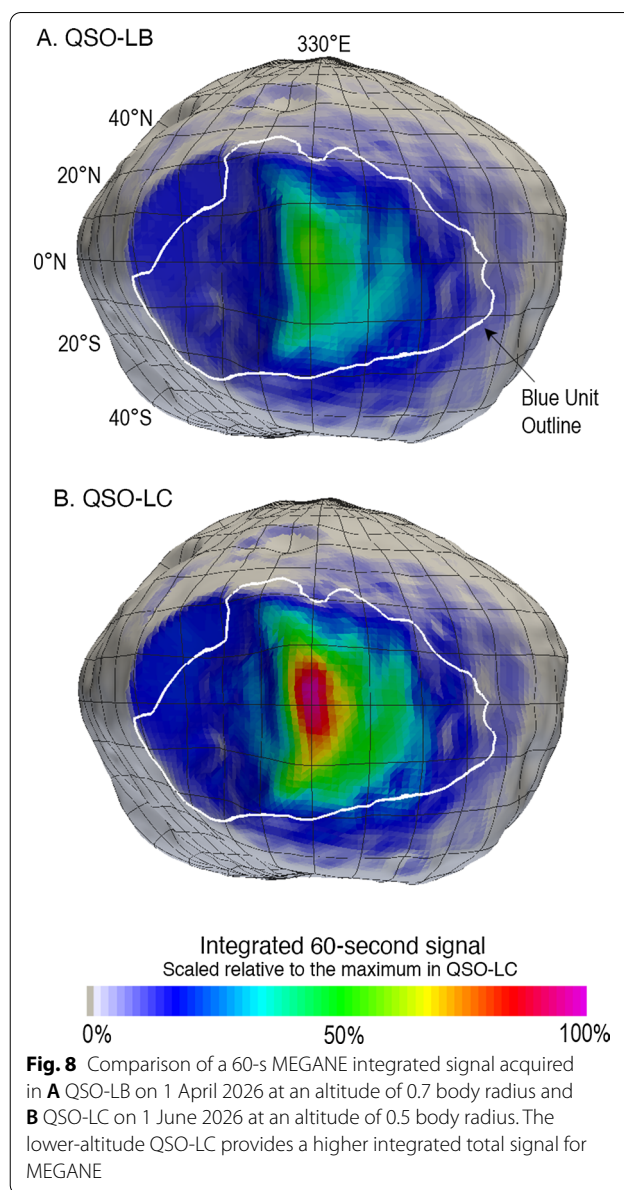 A. QSO-LB
330°E
40°N
20°N
0°N
20°S
40°S
Blue Unit
Outline
B. QSO-LC
Integrated 60-second signal
Scaled relative to the maximum in QSO-LC
0% 50% 100%
Fig. 8 Comparison of a 60-s MEGANE integrated signal acquired
in A QSO-LB on 1 April 2026 at an altitude of 0.7 body radius and
B QSO-LC on 1 June 2026 at an altitude of 0.5 body radius. The
lower-altitude QSO-LC provides a higher integrated total signal for
MEGANE